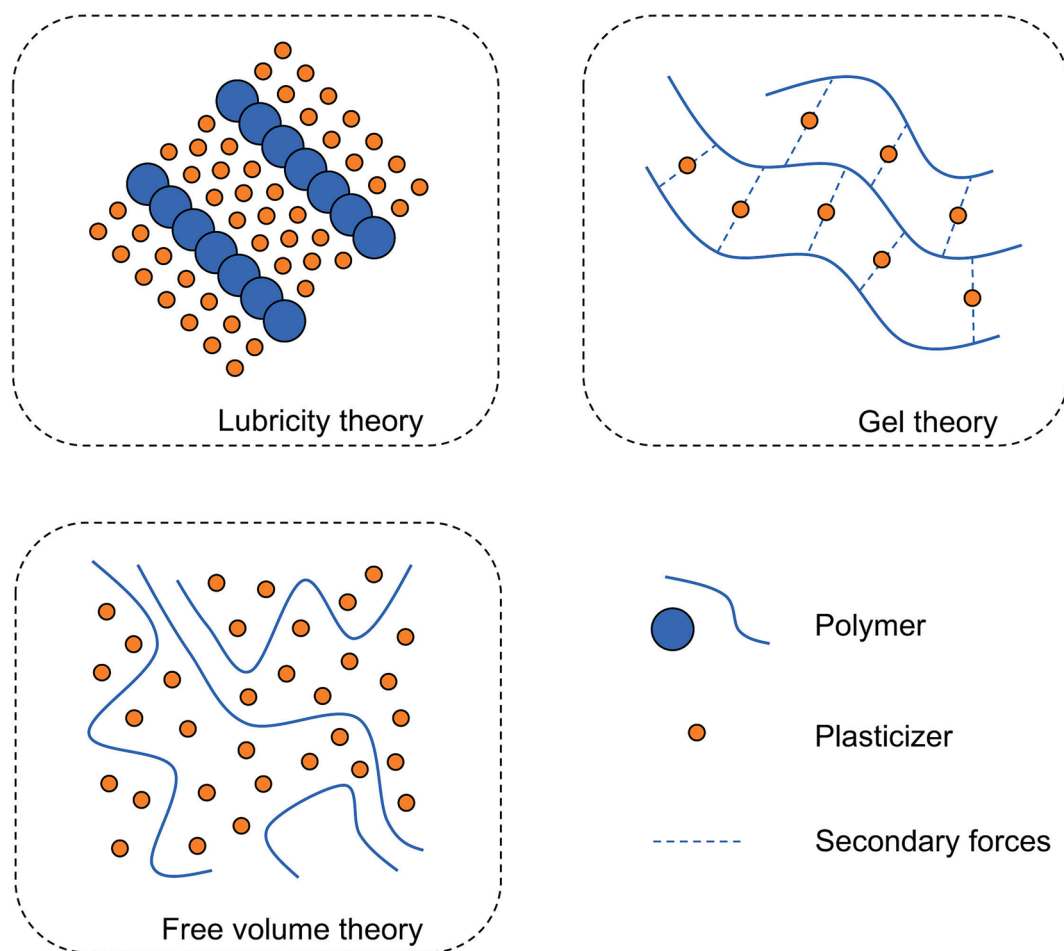 Lubricity theory
Gel theory
Free volume theory
Polymer
Plasticizer
Secondary forces